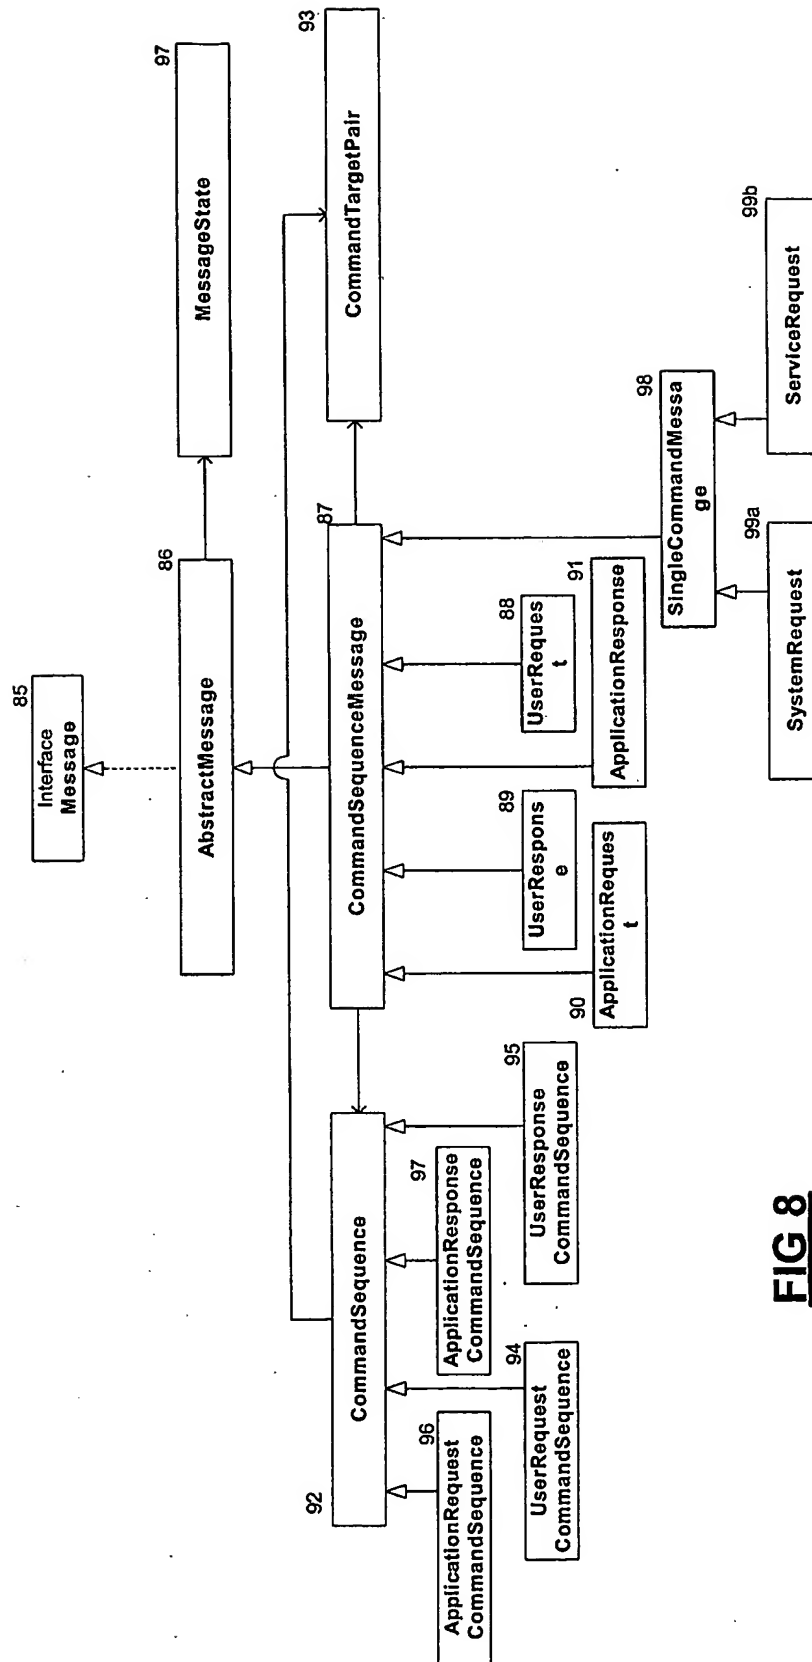 85
Interface
Message
86
AbstractMessage
97
MessageState
87
CommandSequenceMessage
93
CommandTargetPair
92
CommandSequence
96
ApplicationRequest
CommandSequence
94
UserRequest
CommandSequence
97
ApplicationResponse
CommandSequence
95
UserResponse
CommandSequence
90
ApplicationReques
t
89
UserRespons
e
91
ApplicationResponse
88
UserReques
t
98
SingleCommandMessa
ge
99a
SystemRequest
99b
ServiceRequest
FIG 8